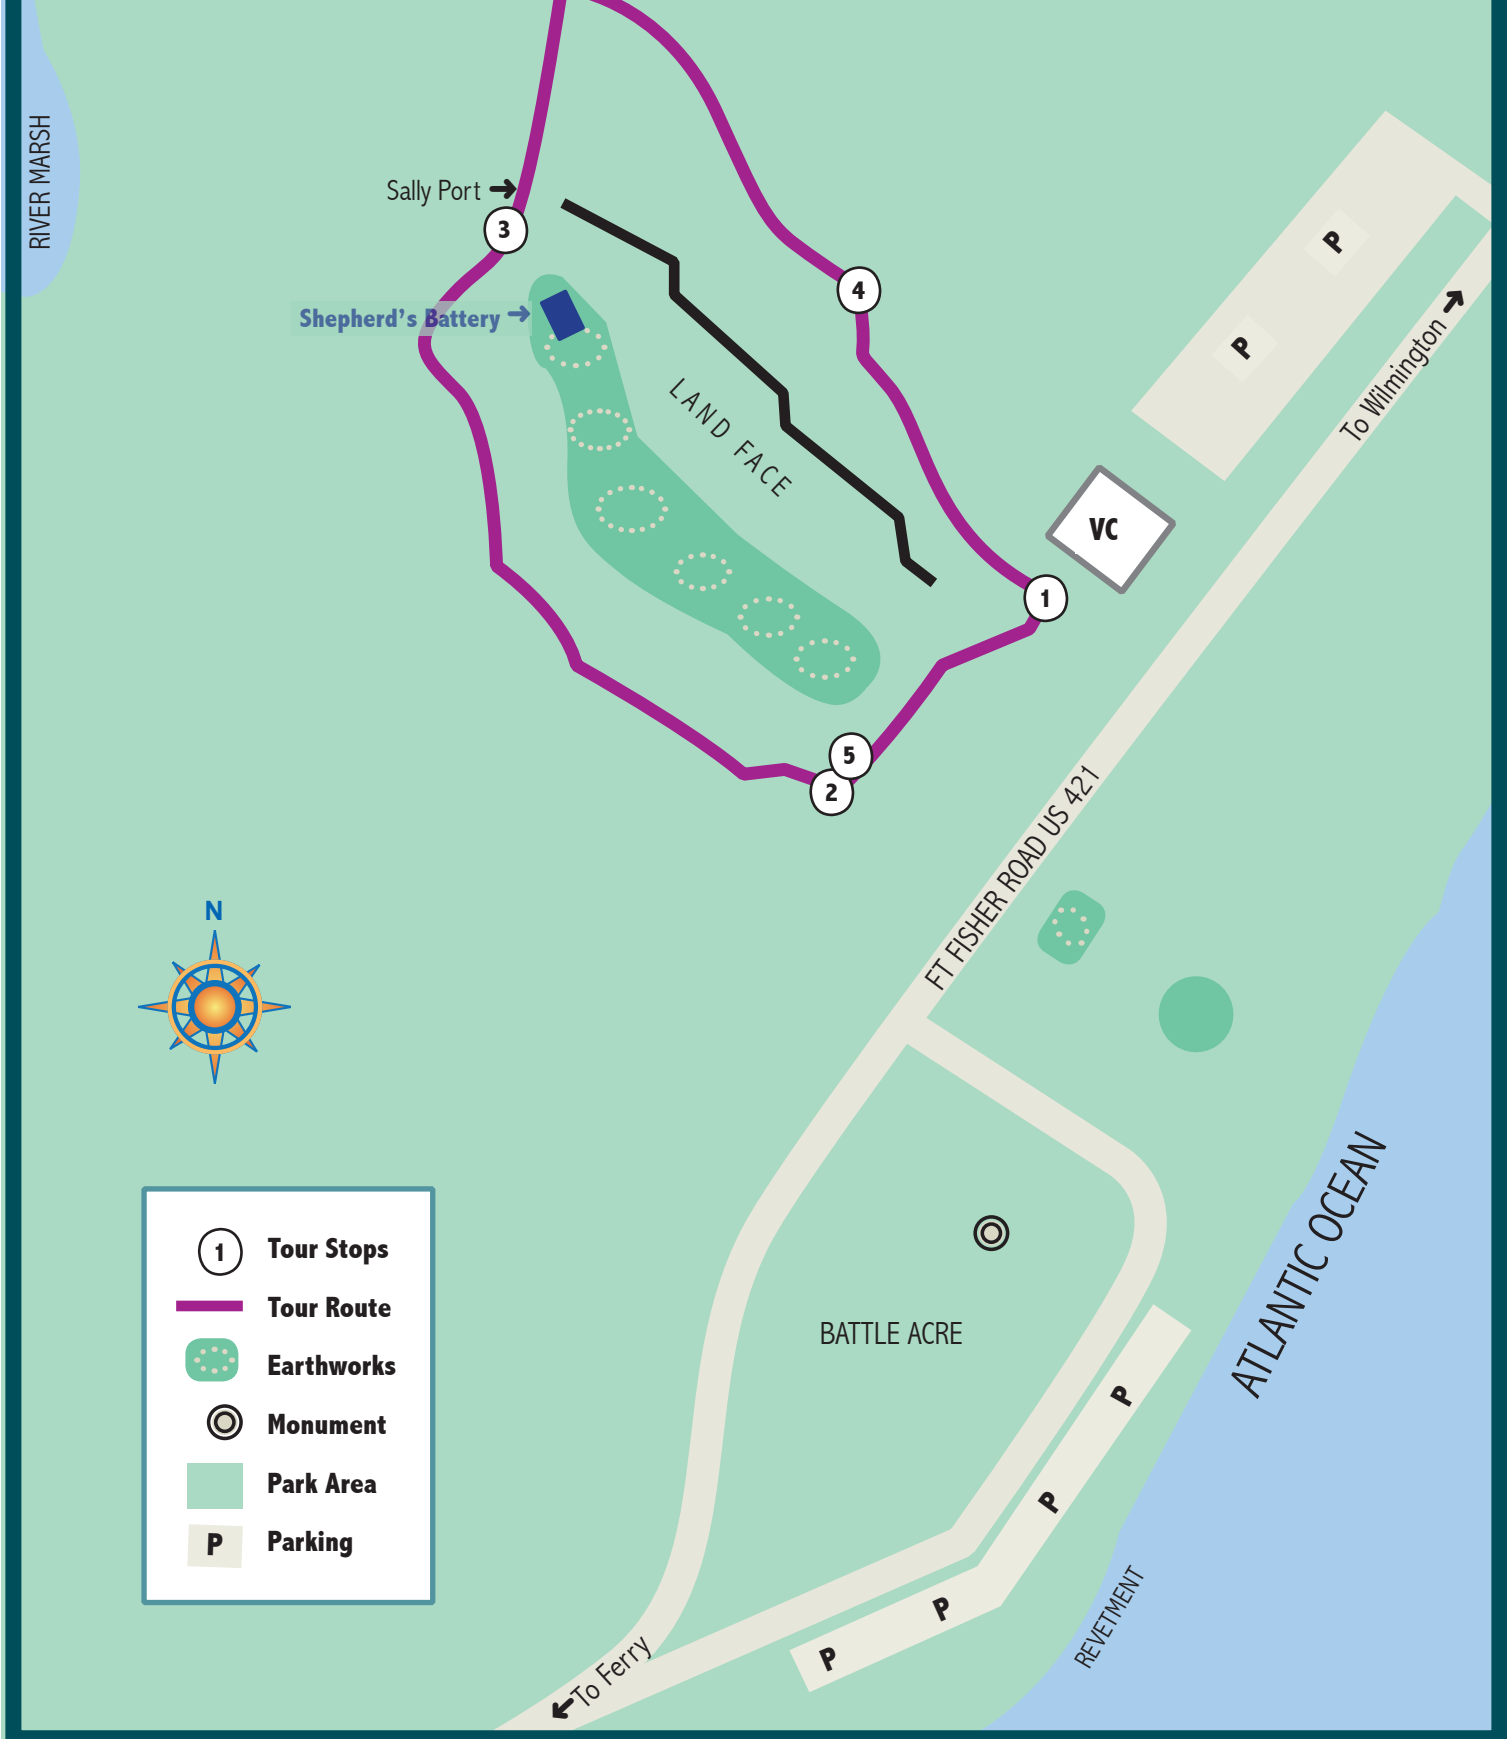 RIVER MARSH
Sally Port
3
4
P
Shepherd's Battery
P
To Wilmington
LAND FACE
VC
1
5
2
FT FISHER ROAD US 421
N
ATLANTIC OCEAN
BATTLE ACRE
P
P
P
P
REVETMENT
To Ferry
1 Tour Stops
Tour Route
Earthworks
Monument
Park Area
P Parking